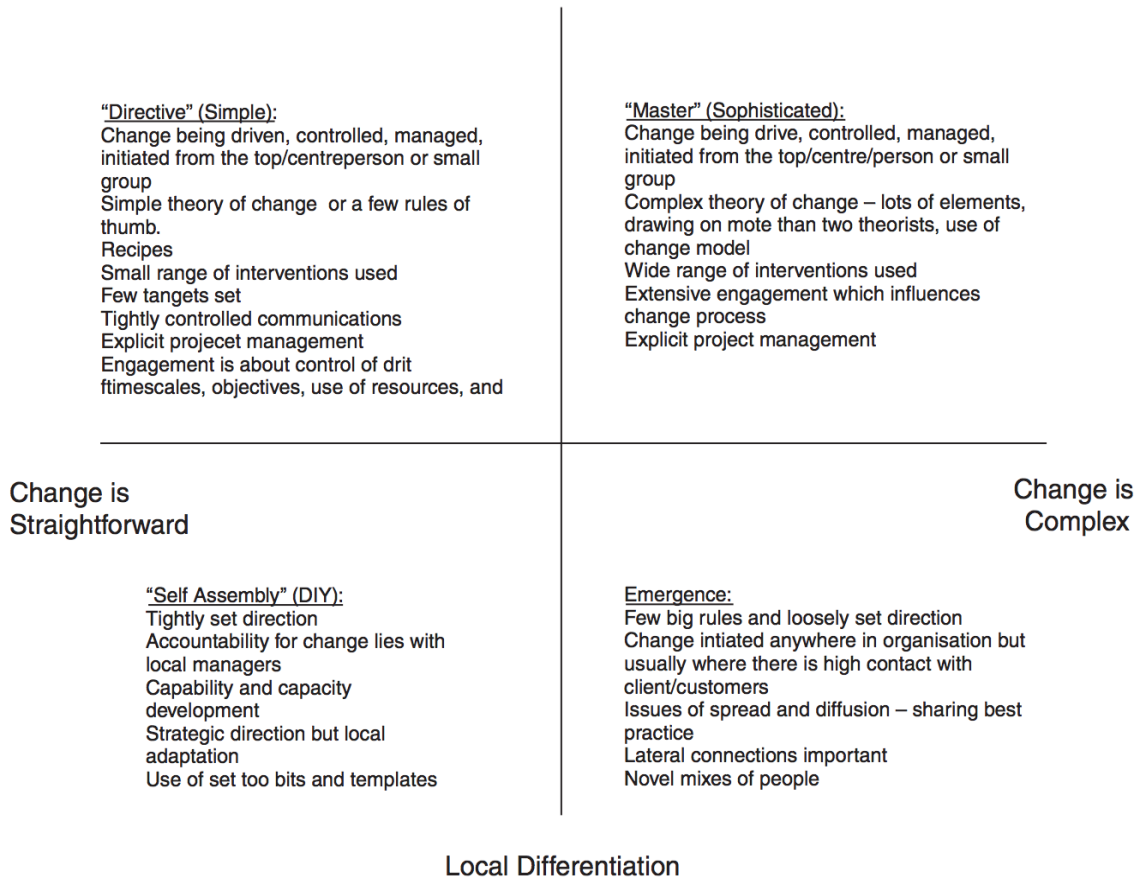 “Directive” (Simple):
Change being driven, controlled, managed,
initiated from the top/centreperson or small
group
Simple theory of change or a few rules of
thumb.
Recipes
Small range of interventions used
Few tangets set
Tightly controlled communications
Explicit projecet management
Engagement is about control of drit
ftimescales, objectives, use of resources, and
“Master” (Sophisticated):
Change being drive, controlled, managed,
initiated from the top/centre/person or small
group
Complex theory of change – lots of elements,
drawing on mote than two theorists, use of
change model
Wide range of interventions used
Extensive engagement which influences
change process
Explicit project management
Change is
Straightforward
Change is
Complex
“Self Assembly” (DIY):
Tightly set direction
Accountability for change lies with
local managers
Capability and capacity
development
Strategic direction but local
adaptation
Use of set too bits and templates
Emergence:
Few big rules and loosely set direction
Change intiated anywhere in organisation but
usually where there is high contact with
client/customers
Issues of spread and diffusion – sharing best
practice
Lateral connections important
Novel mixes of people
Local Differentiation